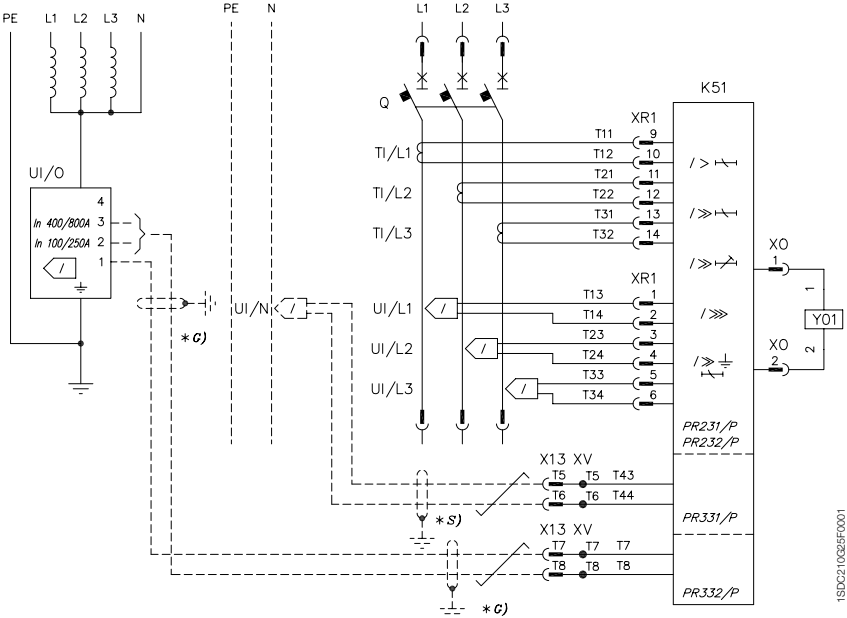 PE L1 L2 L3 N
PE N
L1 L2 L3
K51
Q
XR1
T11 9
TI/L1 T12 10
T21 11
TI/L2 T22 12
T31 13
TI/L3 T32 14
I >
I ≫
I ≫
I ⋙
I ≫
UI/O
4
In 400/800A 3
In 100/250A 2
1
I
*G)
UI/N I
XR1
UI/L1 I T13 1
T14 2
UI/L2 I T23 3
T24 4
UI/L3 I T33 5
T34 6
XO
1
1
YO1
XO
2
2
PR231/P
PR232/P
X13 XV
T5 T5 T43
T6 T6 T44
*S)
PR331/P
X13 XV
T7 T7 T7
T8 T8 T8
*G)
PR332/P
1SDC210G25F0001